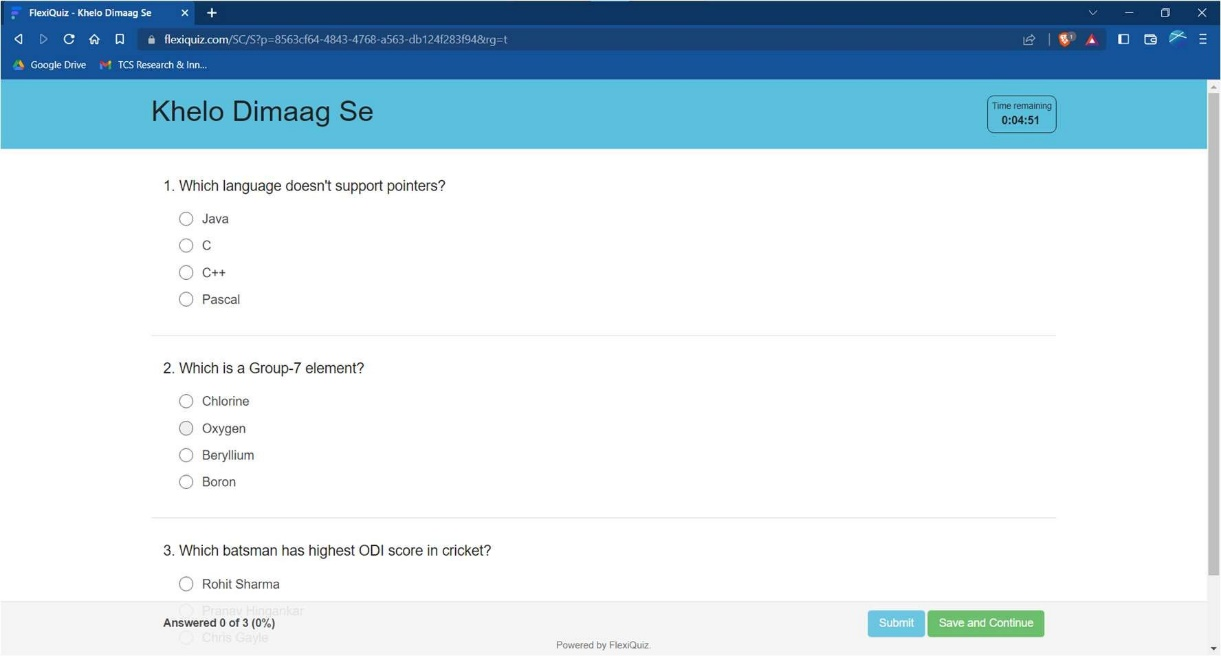 FlexiQuiz - Khelo Dimaag Se
flexiquiz.com/SC/S?p=8563cf64-4843-4768-a563-db124f283f94&rg=t
Google Drive
TCS Research & Inn...
Khelo Dimaag Se
Time remaining
0:04:51
1. Which language doesn't support pointers?
Java
C
C++
Pascal
2. Which is a Group-7 element?
Chlorine
Oxygen
Beryllium
Boron
3. Which batsman has highest ODI score in cricket?
Rohit Sharma
Pranav Hingankar
Answered 0 of 3 (0%)
Submit
Save and Continue
Chris Gayle
Powered by FlexiQuiz.